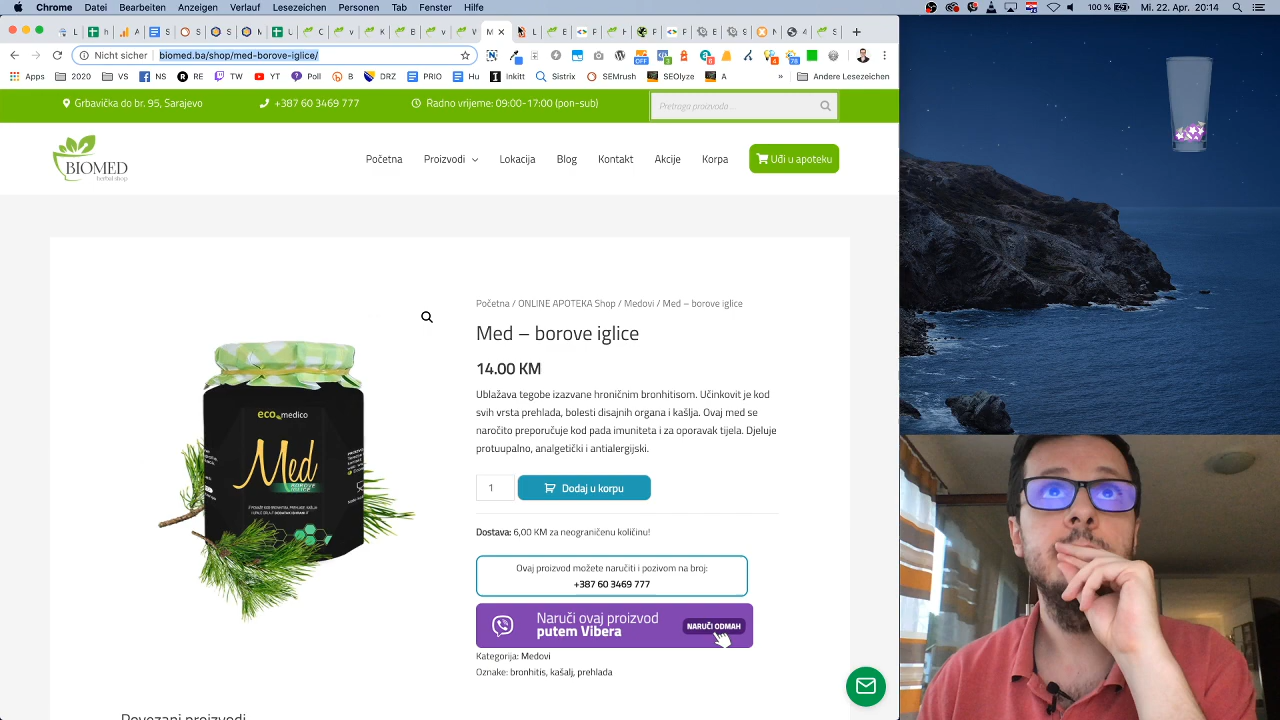 Chrome Datei Bearbeiten Anzeigen Verlauf Lesezeichen Personen Tab Fenster Hilfe 100 % Mi. 22. Apr. 20:14
Nicht sicher biomed.ba/shop/med-borove-iglice/
Apps 2020 VS FS RE TW YT Poll B DRZ PRIO Hu Inkitt Sistrix SEMrush SEOlyze A » Andere Lesezeichen
Grbavička do br. 95, Sarajevo +387 60 3469 777 Radno vrijeme: 09:00-17:00 (pon-sub) Pretraga proizvoda ...
BIOMED
herbal shop
Početna Proizvodi Lokacija Blog Kontakt Akcije Korpa Uđi u apoteku
Početna / ONLINE APOTEKA Shop / Medovi / Med – borove iglice
Med – borove iglice
14.00 KM
Ublažava tegobe izazvane hroničnim bronhitisom. Učinkovit je kod
svih vrsta prehlada, bolesti disajnih organa i kašlja. Ovaj med se
naročito preporučuje kod pada imuniteta i za oporavak tijela. Djeluje
protuupalno, analgetički i antialergijski.
eco medico
Med
BOROVE
IGLICE
1 Dodaj u korpu
Dostava: 6,00 KM za neograničenu količinu!
Ovaj proizvod možete naručiti i pozivom na broj:
+387 60 3469 777
Naruči ovaj proizvod
putem Vibera
NARUČI ODMAH
Kategorija: Medovi
Oznake: bronhitis, kašalj, prehlada
Povezani proizvodi